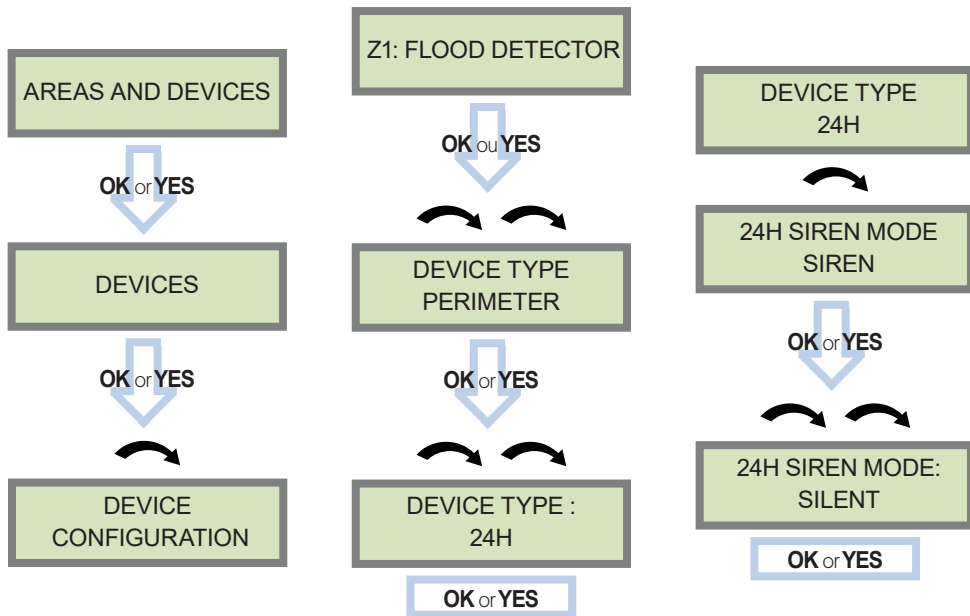 AREAS AND DEVICES
OK or YES
DEVICES
OK or YES
DEVICE
CONFIGURATION
Z1: FLOOD DETECTOR
OK ou YES
DEVICE TYPE
PERIMETER
OK or YES
DEVICE TYPE :
24H
OK or YES
DEVICE TYPE
24H
24H SIREN MODE
SIREN
OK or YES
24H SIREN MODE:
SILENT
OK or YES